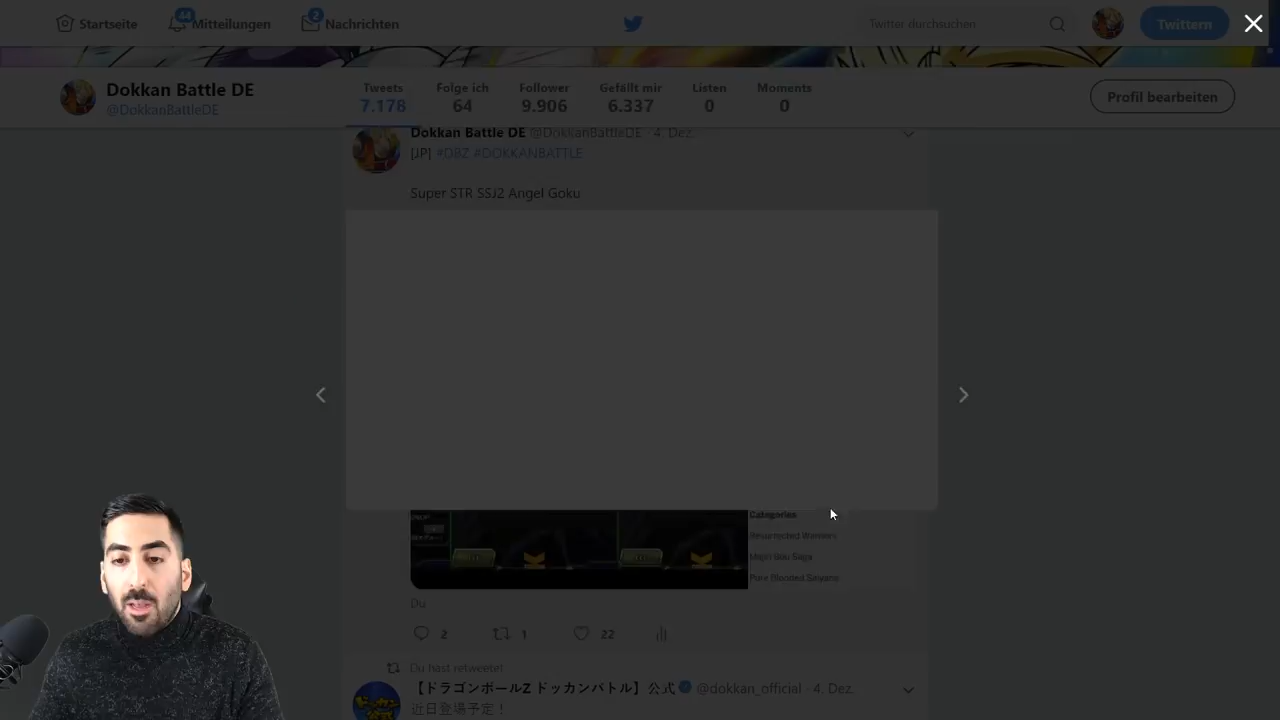 Startseite
44
Mitteilungen
2
Nachrichten
Twitter durchsuchen
Twittern
Dokkan Battle DE
@DokkanBattleDE
Tweets
7.178
Folge ich
64
Follower
9.906
Gefällt mir
6.337
Listen
0
Moments
0
Profil bearbeiten
Dokkan Battle DE @DokkanBattleDE · 4. Dez.
[JP] #DBZ #DOKKANBATTLE
Super STR SSJ2 Angel Goku
Categories
Resurrected Warriors
Majin Buu Saga
Pure Blooded Saiyans
Du
2
1
22
Du hast retweetet
【ドラゴンボールZ ドッカンバトル】公式 @dokkan_official · 4. Dez.
近日登場予定！